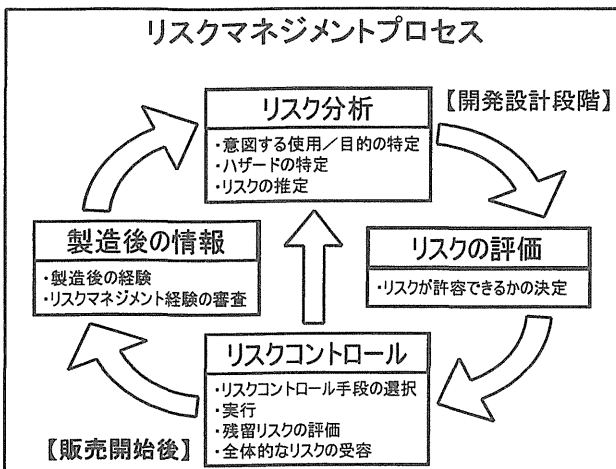 リスクマネジメントプロセス
リスク分析
・意図する使用／目的の特定
・ハザードの特定
・リスクの推定
【開発設計段階】
製造後の情報
・製造後の経験
・リスクマネジメント経験の審査
リスクの評価
・リスクが許容できるかの決定
リスクコントロール
・リスクコントロール手段の選択
・実行
・残留リスクの評価
・全体的なリスクの受容
【販売開始後】